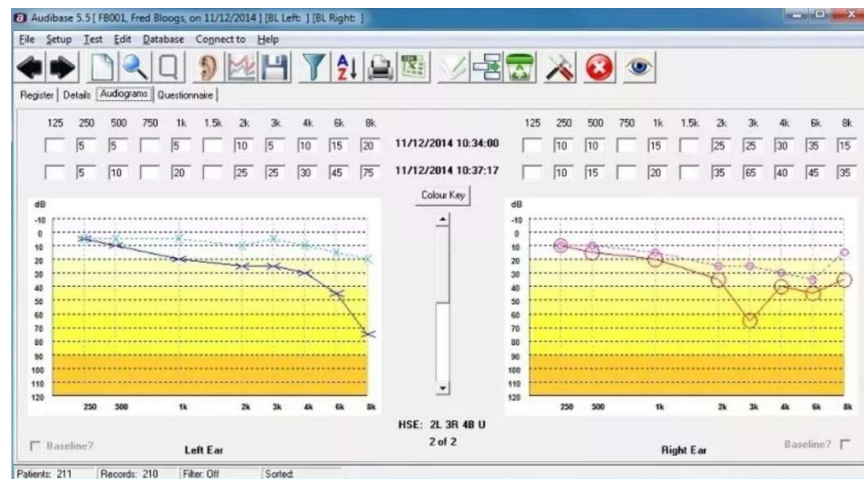 Audibase 5.5 [ FB001, Fred Bloogs, on 11/12/2014 ] [BL Left: ] [BL Right: ]
File Setup Test Edit Database Connect to Help
A Z
Register Details Audiograms Questionnaire
125 250 500 750 1k 1.5k 2k 3k 4k 6k 8k 125 250 500 750 1k 1.5k 2k 3k 4k 6k 8k
5 5 5 10 5 10 15 20 11/12/2014 10:34:00 10 10 15 25 25 30 35 15
5 10 20 25 25 30 45 75 11/12/2014 10:37:17 10 15 20 35 65 40 45 35
Colour Key
dB dB
-10 -10
0 0
10 10
20 20
30 30
40 40
50 50
60 60
70 70
80 80
90 90
100 100
110 110
120 120
250 500 1k 2k 3k 4k 6k 8k 250 500 1k 2k 3k 4k 6k 8k
HSE: 2L 3R 4B U
2 of 2
Baseline? Left Ear Right Ear Baseline?
Patients: 211 Records: 210 Filter: Off Sorted: